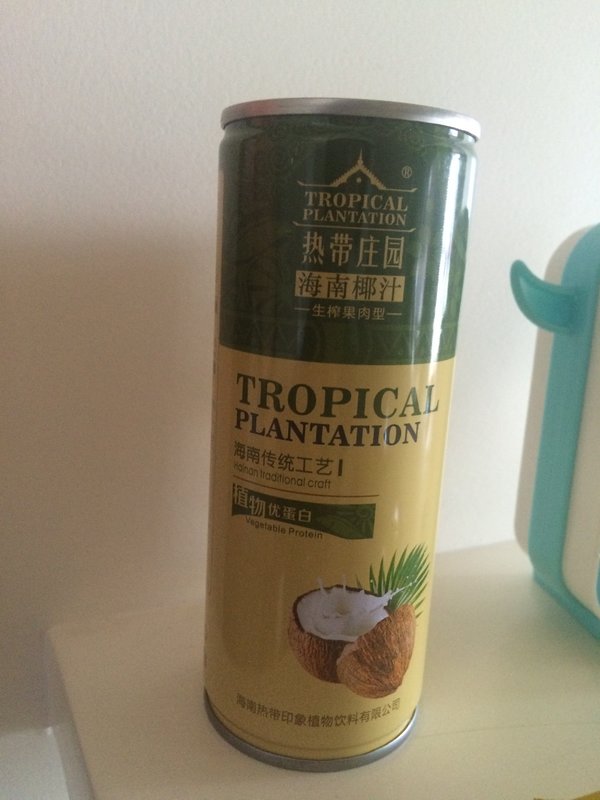 ®
TROPICAL
PLANTATION
热带庄园
海南椰汁
生榨果肉型
TROPICAL
PLANTATION
海南传统工艺
Hainan traditional craft
植物优蛋白
Vegetable Protein
海南热带印象植物饮料有限公司